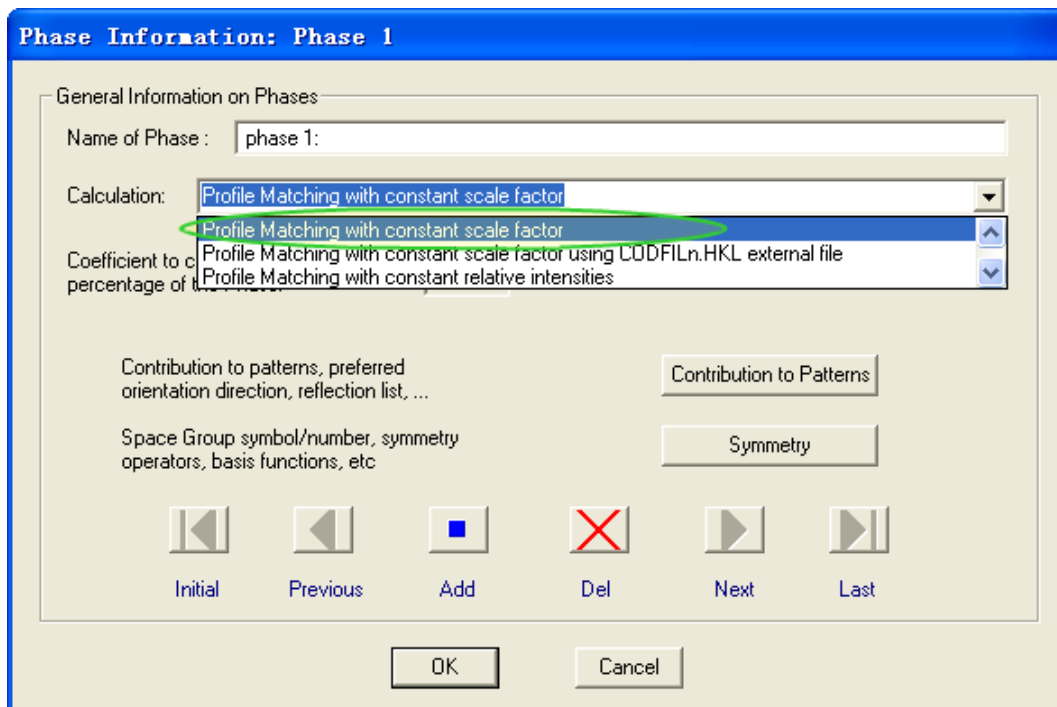 Phase Information: Phase 1
General Information on Phases
Name of Phase :
phase 1:
Calculation:
Profile Matching with constant scale factor
Profile Matching with constant scale factor
Profile Matching with constant scale factor using CODFILn.HKL external file
Profile Matching with constant relative intensities
Coefficient to c
percentage of
Contribution to patterns, preferred
orientation direction, reflection list, ...
Contribution to Patterns
Space Group symbol/number, symmetry
operators, basis functions, etc
Symmetry
Initial
Previous
Add
Del
Next
Last
OK
Cancel